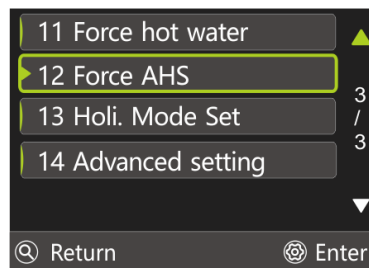 11 Force hot water
12 Force AHS
13 Holi. Mode Set
14 Advanced setting
3
/
3
Return
Enter